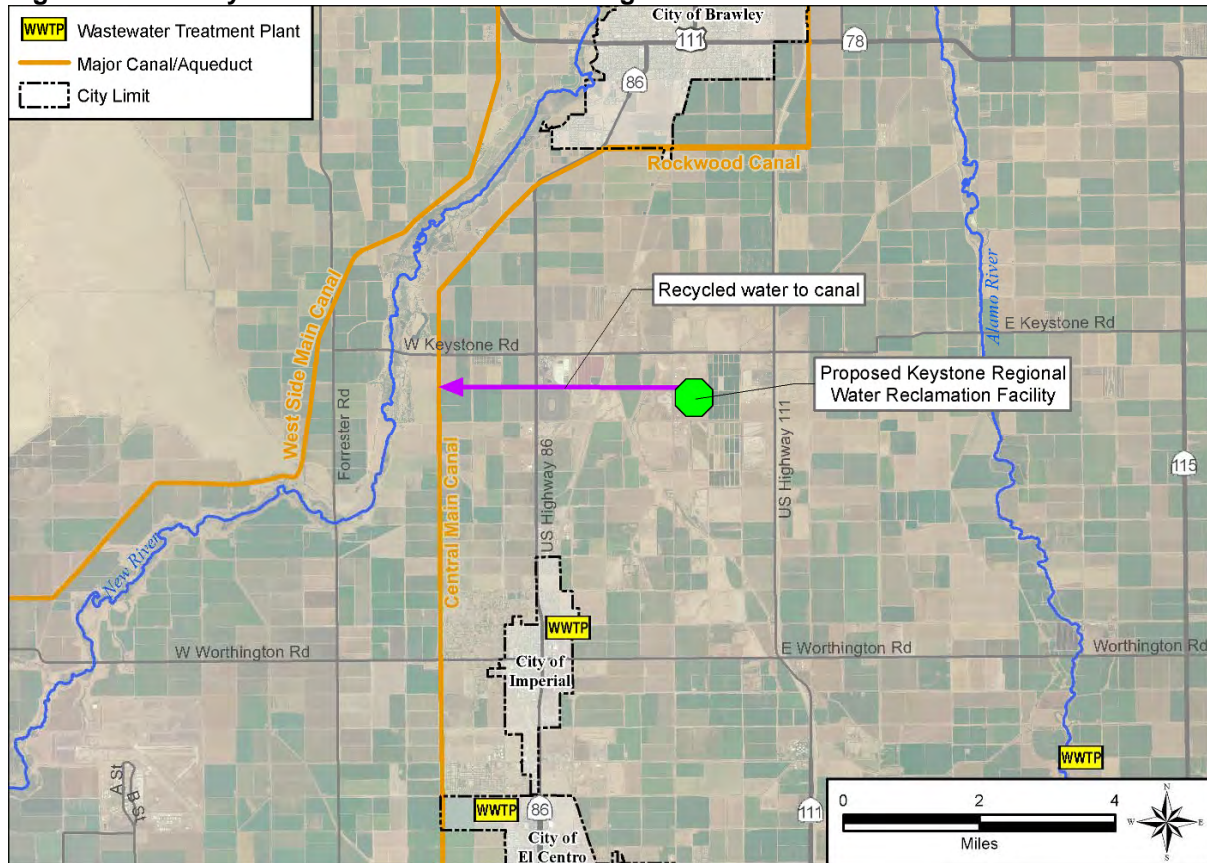 WWTP Wastewater Treatment Plant
Major Canal/Aqueduct
City Limit
City of Brawley
111
78
86
Rockwood Canal
Recycled water to canal
West Side Main Canal
Alamo River
E Keystone Rd
W Keystone Rd
Proposed Keystone Regional
Water Reclamation Facility
Forrester Rd
US Highway 111
115
Central Main Canal
US Highway 86
New River
WWTP
W Worthington Rd
E Worthington Rd
Worthington Rd
City of
Imperial
WWTP
A St
B St
WWTP
86
111
City of
El Centro
0 2 4
Miles
N
W E
S